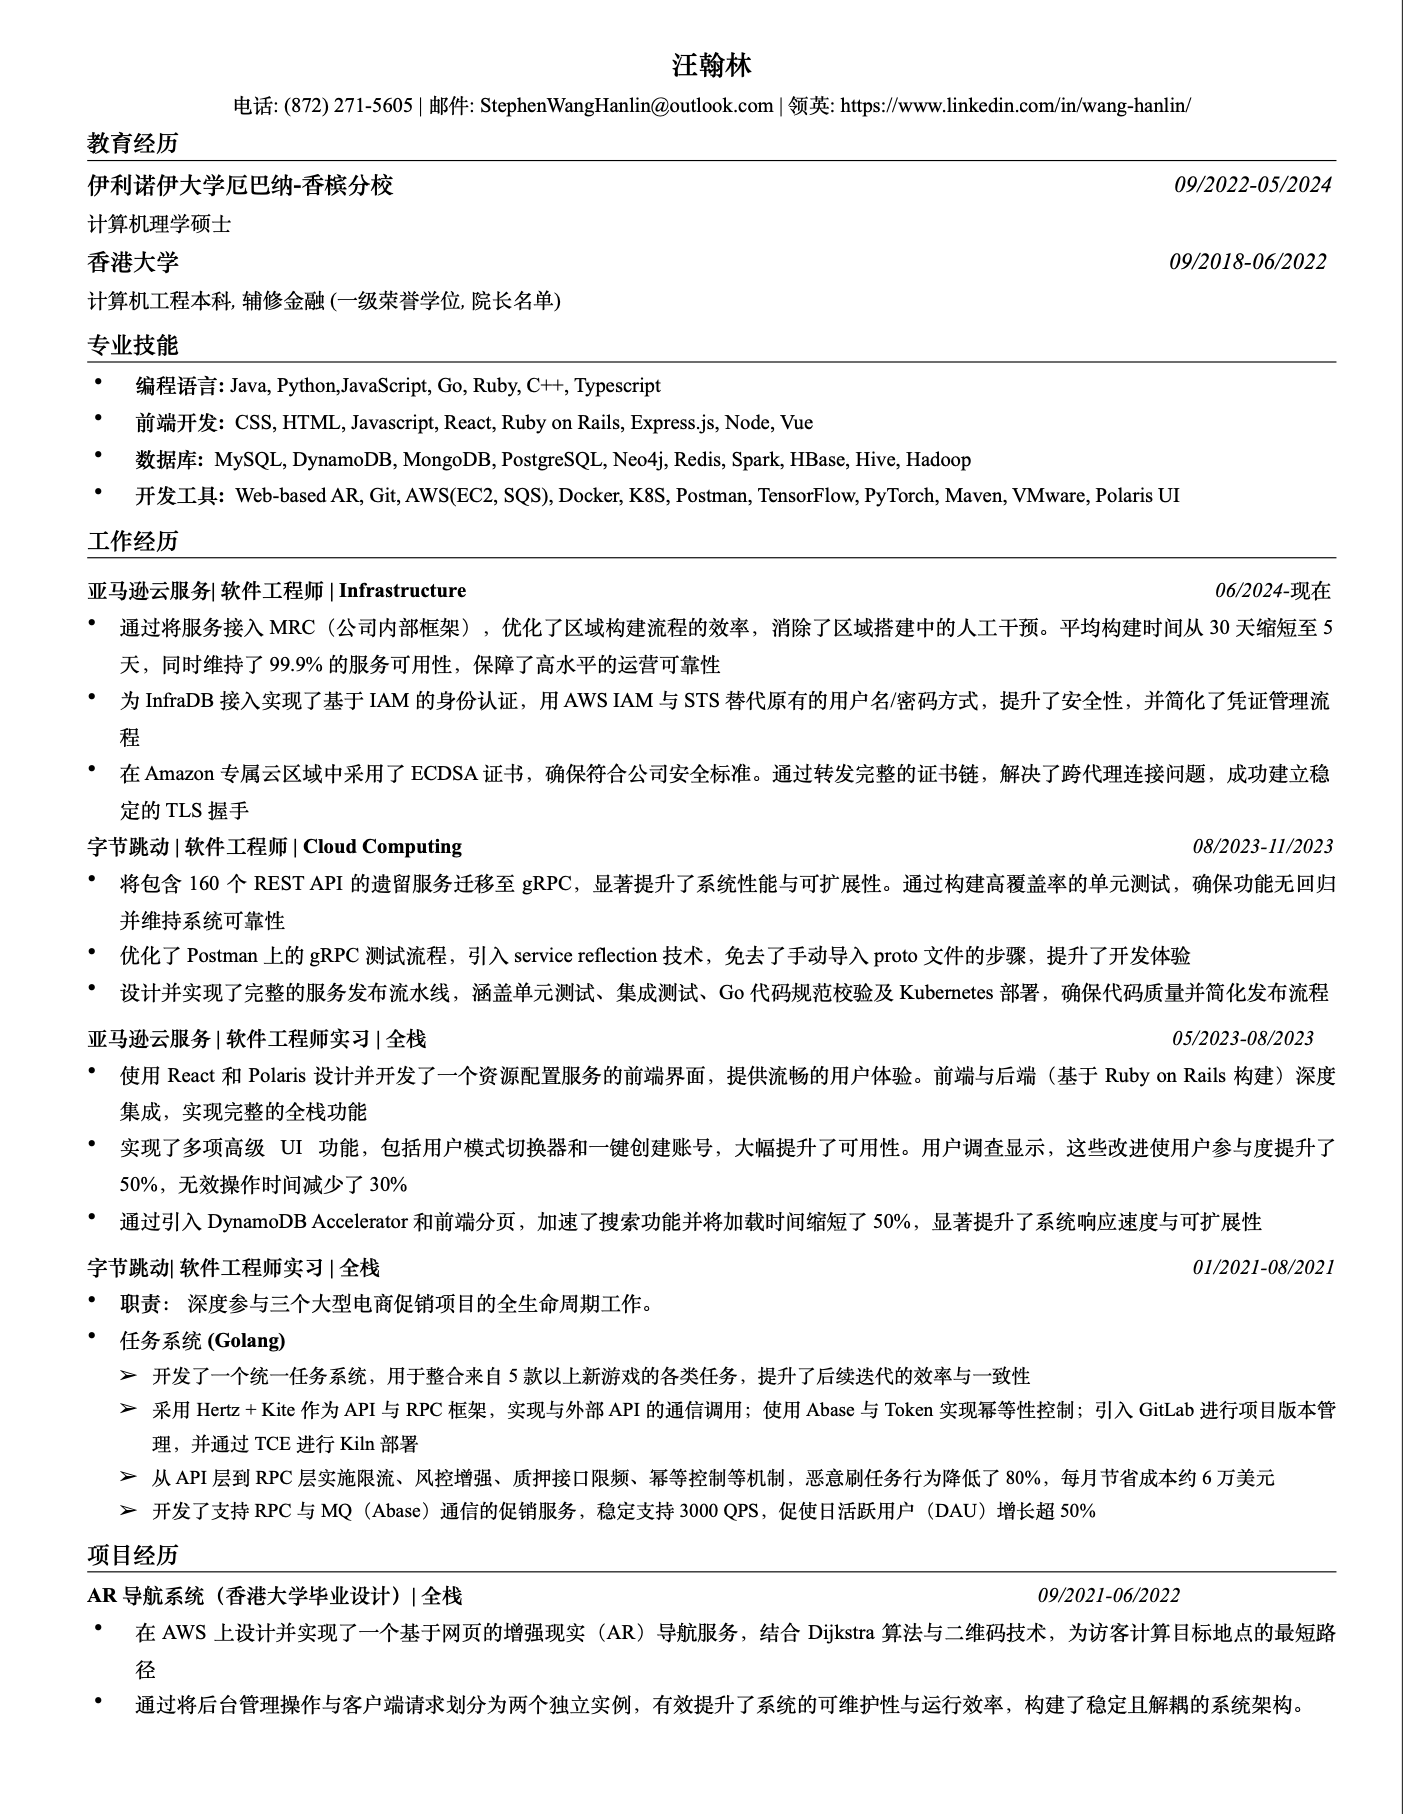 汪翰林
电话: (872) 271-5605 | 邮件: StephenWangHanlin@outlook.com | 领英: https://www.linkedin.com/in/wang-hanlin/
教育经历
伊利诺伊大学厄巴纳-香槟分校 09/2022-05/2024
计算机理学硕士
香港大学 09/2018-06/2022
计算机工程本科, 辅修金融 (一级荣誉学位, 院长名单)
专业技能
• 编程语言: Java, Python,JavaScript, Go, Ruby, C++, Typescript
• 前端开发: CSS, HTML, Javascript, React, Ruby on Rails, Express.js, Node, Vue
• 数据库: MySQL, DynamoDB, MongoDB, PostgreSQL, Neo4j, Redis, Spark, HBase, Hive, Hadoop
• 开发工具: Web-based AR, Git, AWS(EC2, SQS), Docker, K8S, Postman, TensorFlow, PyTorch, Maven, VMware, Polaris UI
工作经历
亚马逊云服务| 软件工程师 | Infrastructure 06/2024-现在
• 通过将服务接入 MRC（公司内部框架），优化了区域构建流程的效率，消除了区域搭建中的人工干预。平均构建时间从 30 天缩短至 5
天，同时维持了 99.9% 的服务可用性，保障了高水平的运营可靠性
• 为 InfraDB 接入实现了基于 IAM 的身份认证，用 AWS IAM 与 STS 替代原有的用户名/密码方式，提升了安全性，并简化了凭证管理流
程
• 在 Amazon 专属云区域中采用了 ECDSA 证书，确保符合公司安全标准。通过转发完整的证书链，解决了跨代理连接问题，成功建立稳
定的 TLS 握手
字节跳动 | 软件工程师 | Cloud Computing 08/2023-11/2023
• 将包含 160 个 REST API 的遗留服务迁移至 gRPC，显著提升了系统性能与可扩展性。通过构建高覆盖率的单元测试，确保功能无回归
并维持系统可靠性
• 优化了 Postman 上的 gRPC 测试流程，引入 service reflection 技术，免去了手动导入 proto 文件的步骤，提升了开发体验
• 设计并实现了完整的服务发布流水线，涵盖单元测试、集成测试、Go 代码规范校验及 Kubernetes 部署，确保代码质量并简化发布流程
亚马逊云服务 | 软件工程师实习 | 全栈 05/2023-08/2023
• 使用 React 和 Polaris 设计并开发了一个资源配置服务的前端界面，提供流畅的用户体验。前端与后端（基于 Ruby on Rails 构建）深度
集成，实现完整的全栈功能
• 实现了多项高级 UI 功能，包括用户模式切换器和一键创建账号，大幅提升了可用性。用户调查显示，这些改进使用户参与度提升了
50%，无效操作时间减少了 30%
• 通过引入 DynamoDB Accelerator 和前端分页，加速了搜索功能并将加载时间缩短了 50%，显著提升了系统响应速度与可扩展性
字节跳动| 软件工程师实习 | 全栈 01/2021-08/2021
• 职责： 深度参与三个大型电商促销项目的全生命周期工作。
• 任务系统 (Golang)
➢ 开发了一个统一任务系统，用于整合来自 5 款以上新游戏的各类任务，提升了后续迭代的效率与一致性
➢ 采用 Hertz + Kite 作为 API 与 RPC 框架，实现与外部 API 的通信调用；使用 Abase 与 Token 实现幂等性控制；引入 GitLab 进行项目版本管
理，并通过 TCE 进行 Kiln 部署
➢ 从 API 层到 RPC 层实施限流、风控增强、质押接口限频、幂等控制等机制，恶意刷任务行为降低了 80%，每月节省成本约 6 万美元
➢ 开发了支持 RPC 与 MQ（Abase）通信的促销服务，稳定支持 3000 QPS，促使日活跃用户（DAU）增长超 50%
项目经历
AR 导航系统（香港大学毕业设计）| 全栈 09/2021-06/2022
• 在 AWS 上设计并实现了一个基于网页的增强现实（AR）导航服务，结合 Dijkstra 算法与二维码技术，为访客计算目标地点的最短路
径
• 通过将后台管理操作与客户端请求划分为两个独立实例，有效提升了系统的可维护性与运行效率，构建了稳定且解耦的系统架构。